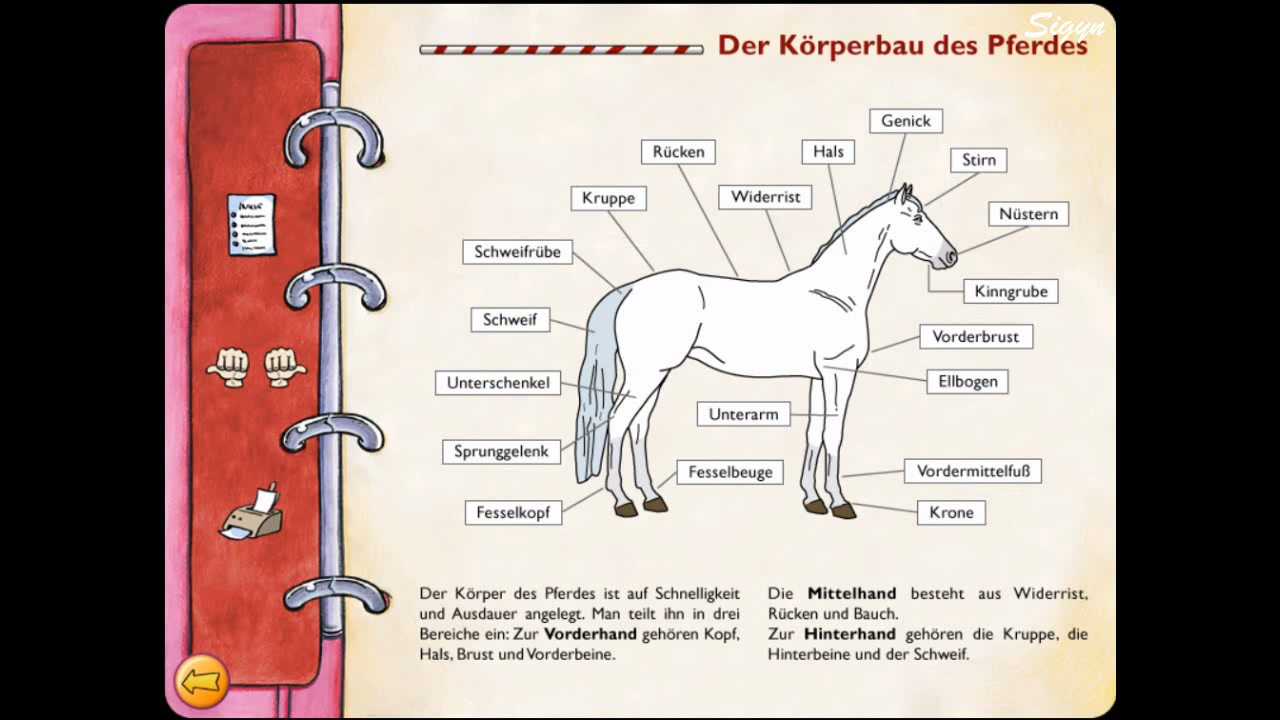 Sigyn
Der Körperbau des Pferdes
Genick
Rücken
Hals
Stirn
Kruppe
Widerrist
Nüstern
Schweifrübe
Kinngrube
Schweif
Vorderbrust
Unterschenkel
Ellbogen
Unterarm
Sprunggelenk
Fesselbeuge
Vordermittelfuß
Fesselkopf
Krone
Der Körper des Pferdes ist auf Schnelligkeit
und Ausdauer angelegt. Man teilt ihn in drei
Bereiche ein: Zur Vorderhand gehören Kopf,
Hals, Brust und Vorderbeine.
Die Mittelhand besteht aus Widerrist,
Rücken und Bauch.
Zur Hinterhand gehören die Kruppe, die
Hinterbeine und der Schweif.